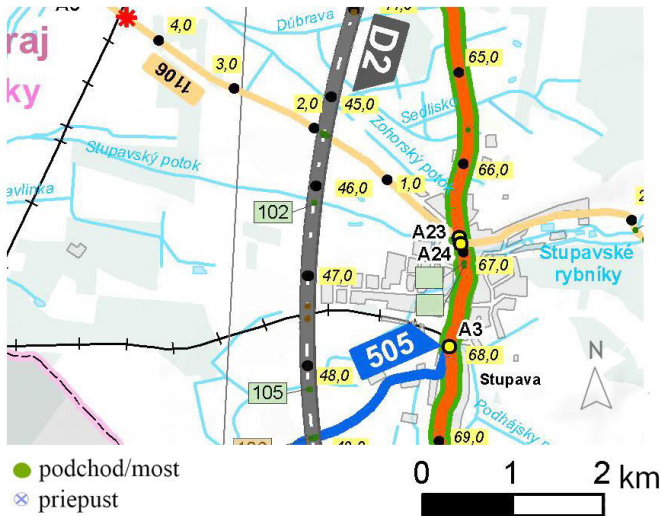 4,0
Dúbrava
raj
ky
1106
3,0
D2
65,0
2,0
45,0
Sedlisko
Zohorský potok
Stupavský potok
66,0
46,0
1,0
102
A23
A24
67,0
Stupavské
rybníky
47,0
A3
505
68,0
N
Stupava
48,0
105
Podhájsky
69,0
podchod/most
priepust
0 1 2 km